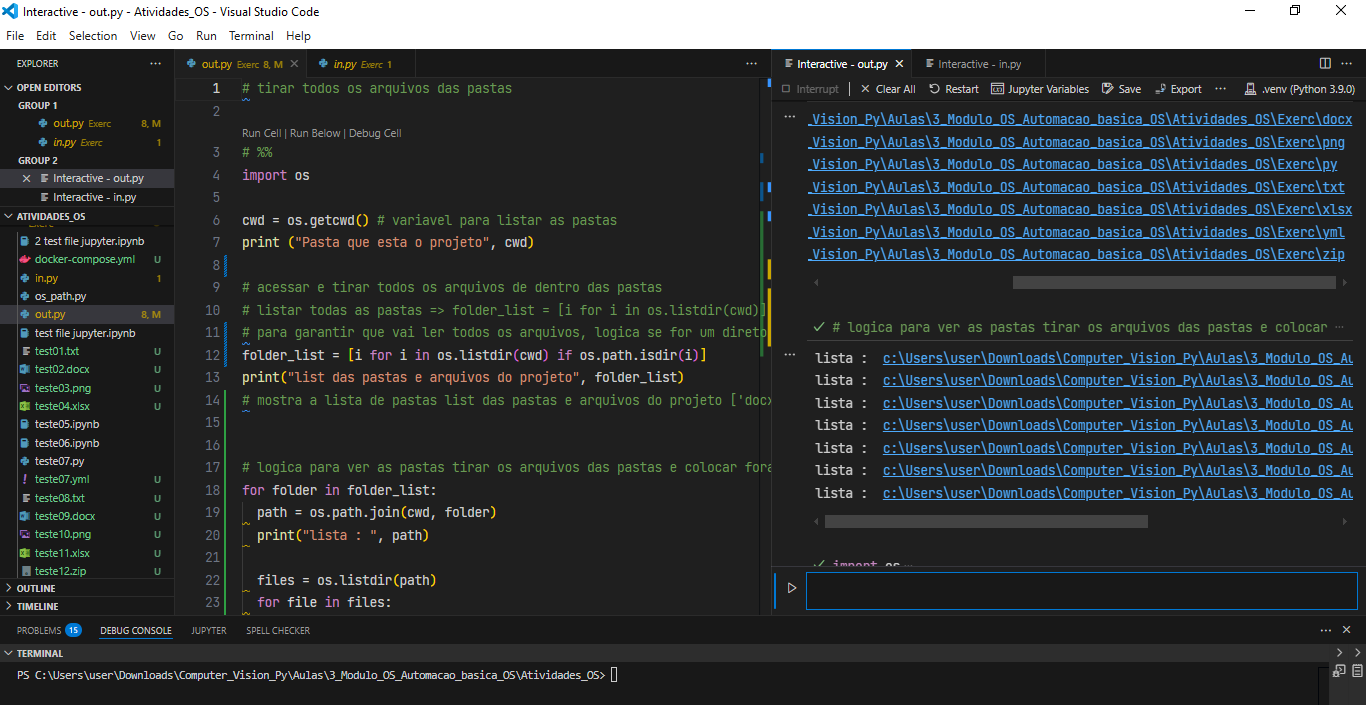 Interactive - out.py - Atividades_OS - Visual Studio Code
File Edit Selection View Go Run Terminal Help
EXPLORER
OPEN EDITORS
GROUP 1
out.py Exerc 8, M
in.py Exerc 1
GROUP 2
Interactive - out.py
Interactive - in.py
ATIVIDADES_OS
2 test file jupyter.ipynb
docker-compose.yml U
in.py 1
os_path.py
out.py 8, M
test file jupyter.ipynb
test01.txt U
test02.docx U
teste03.png U
teste04.xlsx U
teste05.ipynb
teste06.ipynb
teste07.py
teste07.yml U
teste08.txt U
teste09.docx U
teste10.png U
teste11.xlsx U
teste12.zip U
OUTLINE
TIMELINE
out.py Exerc 8, M
in.py Exerc 1
1 # tirar todos os arquivos das pastas
2
Run Cell | Run Below | Debug Cell
3 # %%
4 import os
5
6 cwd = os.getcwd() # variavel para listar as pastas
7 print ("Pasta que esta o projeto", cwd)
8
9 # acessar e tirar todos os arquivos de dentro das pastas
10 # listar todas as pastas => folder_list = [i for i in os.listdir(cwd)]
11 # para garantir que vai ler todos os arquivos, logica se for um direto
12 folder_list = [i for i in os.listdir(cwd) if os.path.isdir(i)]
13 print("list das pastas e arquivos do projeto", folder_list)
14 # mostra a lista de pastas list das pastas e arquivos do projeto ['docx
15
16
17 # logica para ver as pastas tirar os arquivos das pastas e colocar fora
18 for folder in folder_list:
19 path = os.path.join(cwd, folder)
20 print("lista : ", path)
21
22 files = os.listdir(path)
23 for file in files:
Interactive - out.py
Interactive - in.py
Interrupt | Clear All Restart Jupyter Variables Save Export ... .venv (Python 3.9.0)
_Vision_Py\Aulas\3_Modulo_OS_Automacao_basica_OS\Atividades_OS\Exerc\docx
_Vision_Py\Aulas\3_Modulo_OS_Automacao_basica_OS\Atividades_OS\Exerc\png
_Vision_Py\Aulas\3_Modulo_OS_Automacao_basica_OS\Atividades_OS\Exerc\py
_Vision_Py\Aulas\3_Modulo_OS_Automacao_basica_OS\Atividades_OS\Exerc\txt
_Vision_Py\Aulas\3_Modulo_OS_Automacao_basica_OS\Atividades_OS\Exerc\xlsx
_Vision_Py\Aulas\3_Modulo_OS_Automacao_basica_OS\Atividades_OS\Exerc\yml
_Vision_Py\Aulas\3_Modulo_OS_Automacao_basica_OS\Atividades_OS\Exerc\zip
# logica para ver as pastas tirar os arquivos das pastas e colocar ...
lista : c:\Users\user\Downloads\Computer_Vision_Py\Aulas\3_Modulo_OS_Au
lista : c:\Users\user\Downloads\Computer_Vision_Py\Aulas\3_Modulo_OS_Au
lista : c:\Users\user\Downloads\Computer_Vision_Py\Aulas\3_Modulo_OS_Au
lista : c:\Users\user\Downloads\Computer_Vision_Py\Aulas\3_Modulo_OS_Au
lista : c:\Users\user\Downloads\Computer_Vision_Py\Aulas\3_Modulo_OS_Au
lista : c:\Users\user\Downloads\Computer_Vision_Py\Aulas\3_Modulo_OS_Au
lista : c:\Users\user\Downloads\Computer_Vision_Py\Aulas\3_Modulo_OS_Au
import os ...
PROBLEMS 15 DEBUG CONSOLE JUPYTER SPELL CHECKER
TERMINAL
PS C:\Users\user\Downloads\Computer_Vision_Py\Aulas\3_Modulo_OS_Automacao_basica_OS\Atividades_OS>